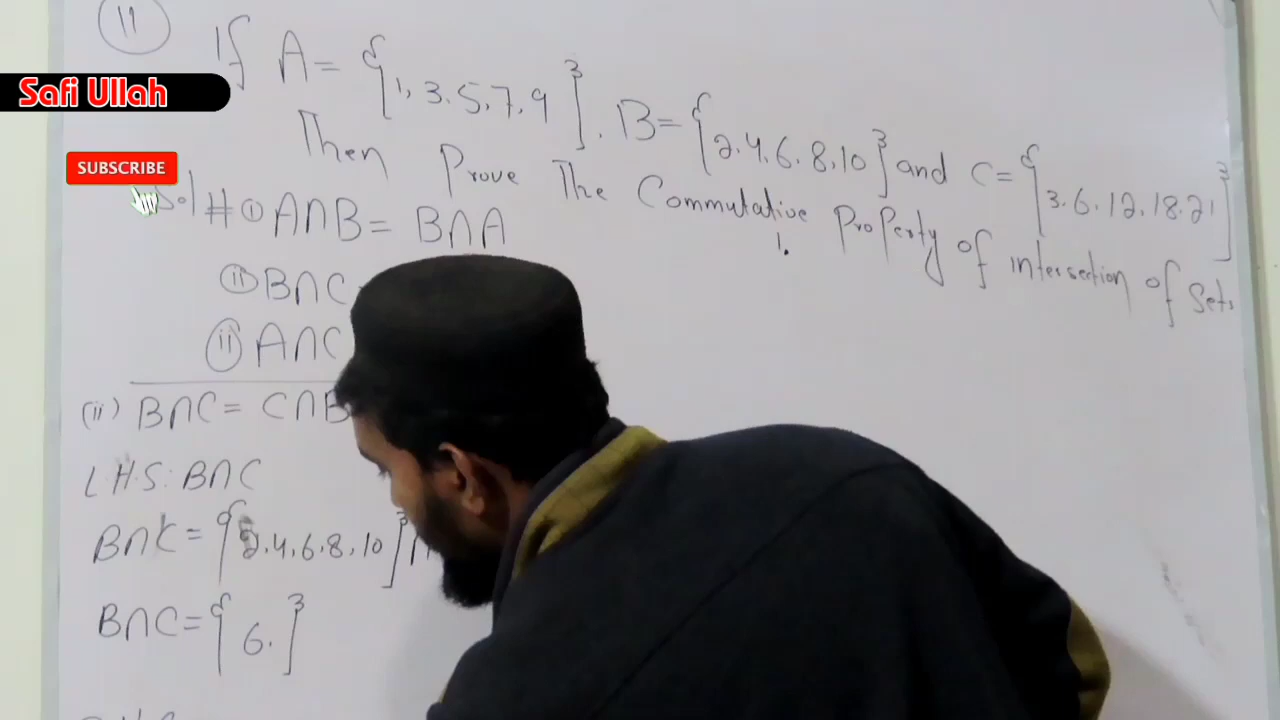 11
If A = {1, 3, 5, 7, 9}, B = {2, 4, 6, 8, 10} and C = {3, 6, 12, 18, 21}
Safi Ullah
Then Prove The Commutative Property of intersection of Sets
SUBSCRIBE
Sol # ① A∩B = B∩A
(ii) B∩C
(ii) A∩C
(ii) B∩C = C∩B
L.H.S: B∩C
B∩C = {2, 4, 6, 8, 10} ∩
B∩C = {6.}